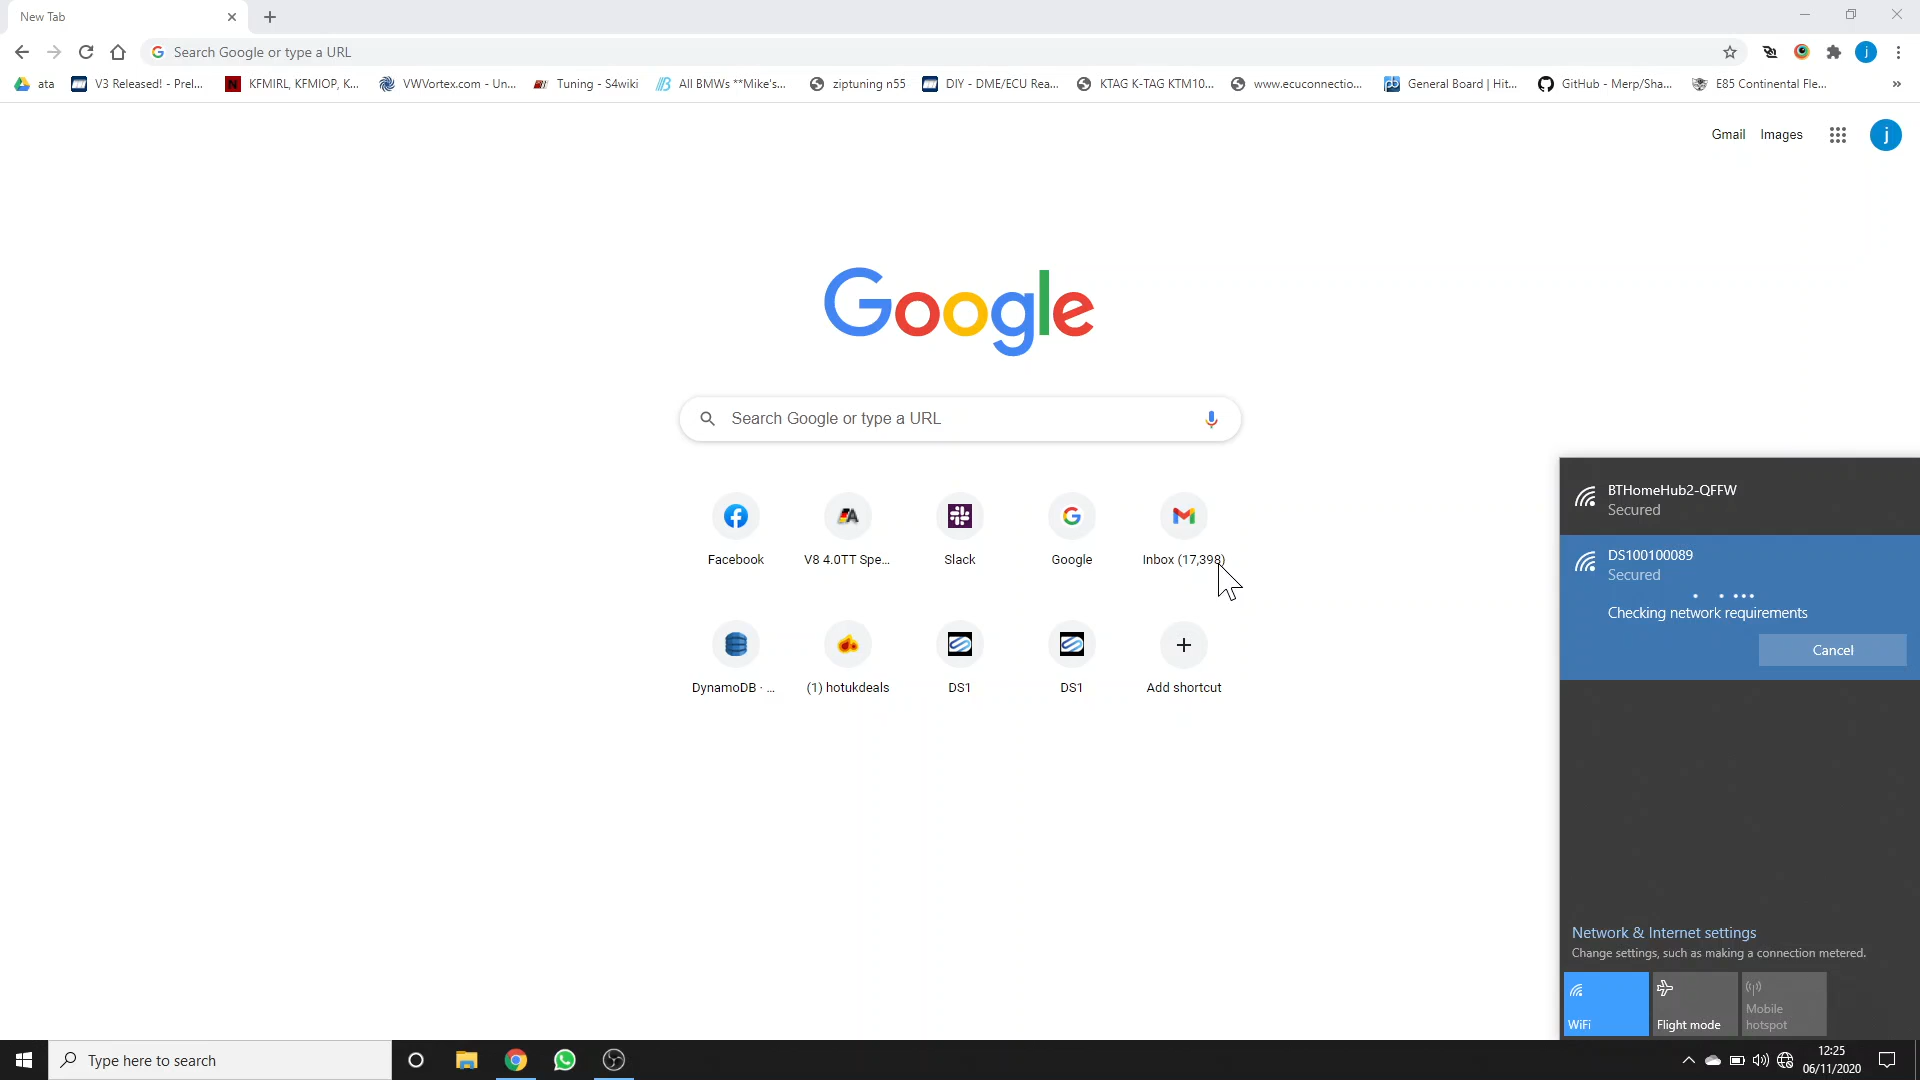 New Tab
Search Google or type a URL
ata
V3 Released! - Prel...
KFMIRL, KFMIOP, K...
VWVortex.com - Un...
Tuning - S4wiki
All BMWs **Mike's...
ziptuning n55
DIY - DME/ECU Rea...
KTAG K-TAG KTM10...
www.ecuconnectio...
General Board | Hit...
GitHub - Merp/Sha...
E85 Continental Fle...
»
Gmail
Images
j
Google
Search Google or type a URL
Facebook
V8 4.0TT Spe...
Slack
Google
Inbox (17,398)
DynamoDB · ...
(1) hotukdeals
DS1
DS1
Add shortcut
BTHomeHub2-QFFW
Secured
DS100100089
Secured
Checking network requirements
Cancel
Network & Internet settings
Change settings, such as making a connection metered.
WiFi
Flight mode
Mobile
hotspot
Type here to search
12:25
06/11/2020